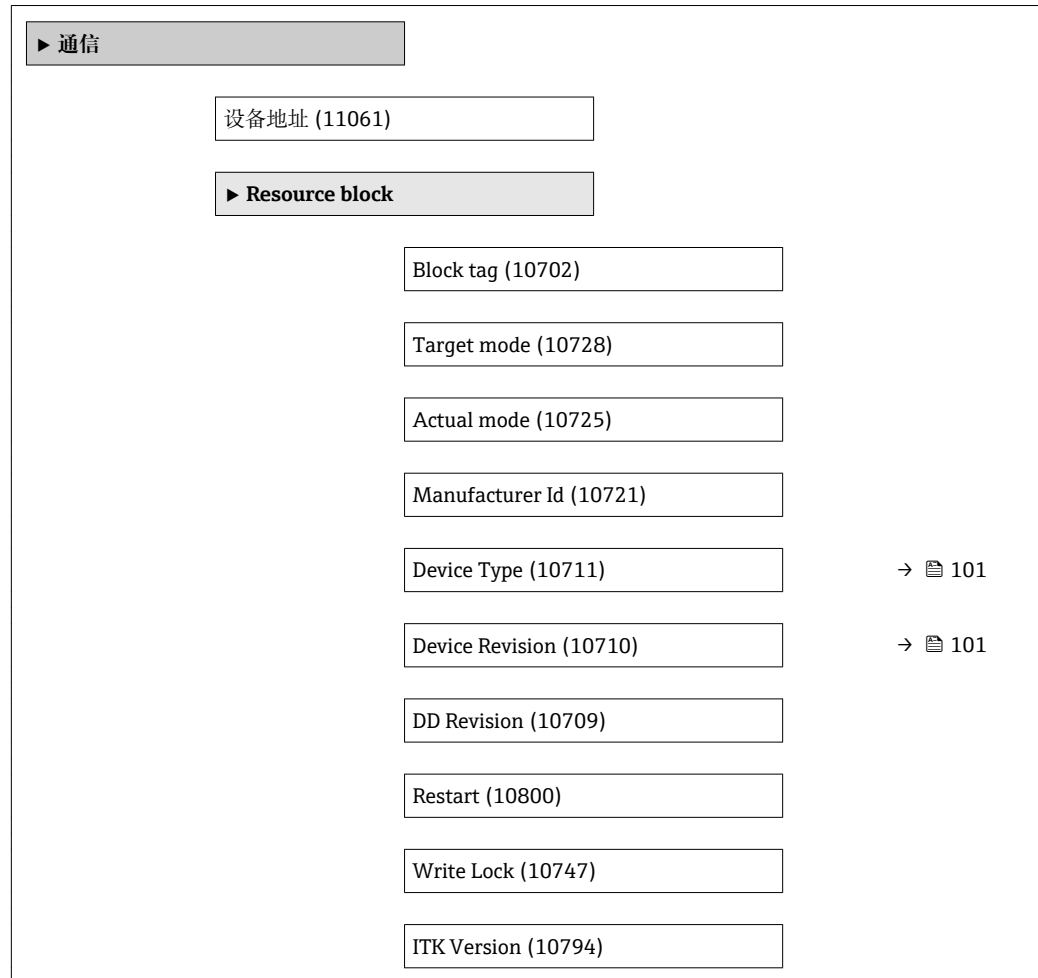 ▸ 通信
设备地址 (11061)
▸ Resource block
Block tag (10702)
Target mode (10728)
Actual mode (10725)
Manufacturer Id (10721)
Device Type (10711) → 🖹 101
Device Revision (10710) → 🖹 101
DD Revision (10709)
Restart (10800)
Write Lock (10747)
ITK Version (10794)